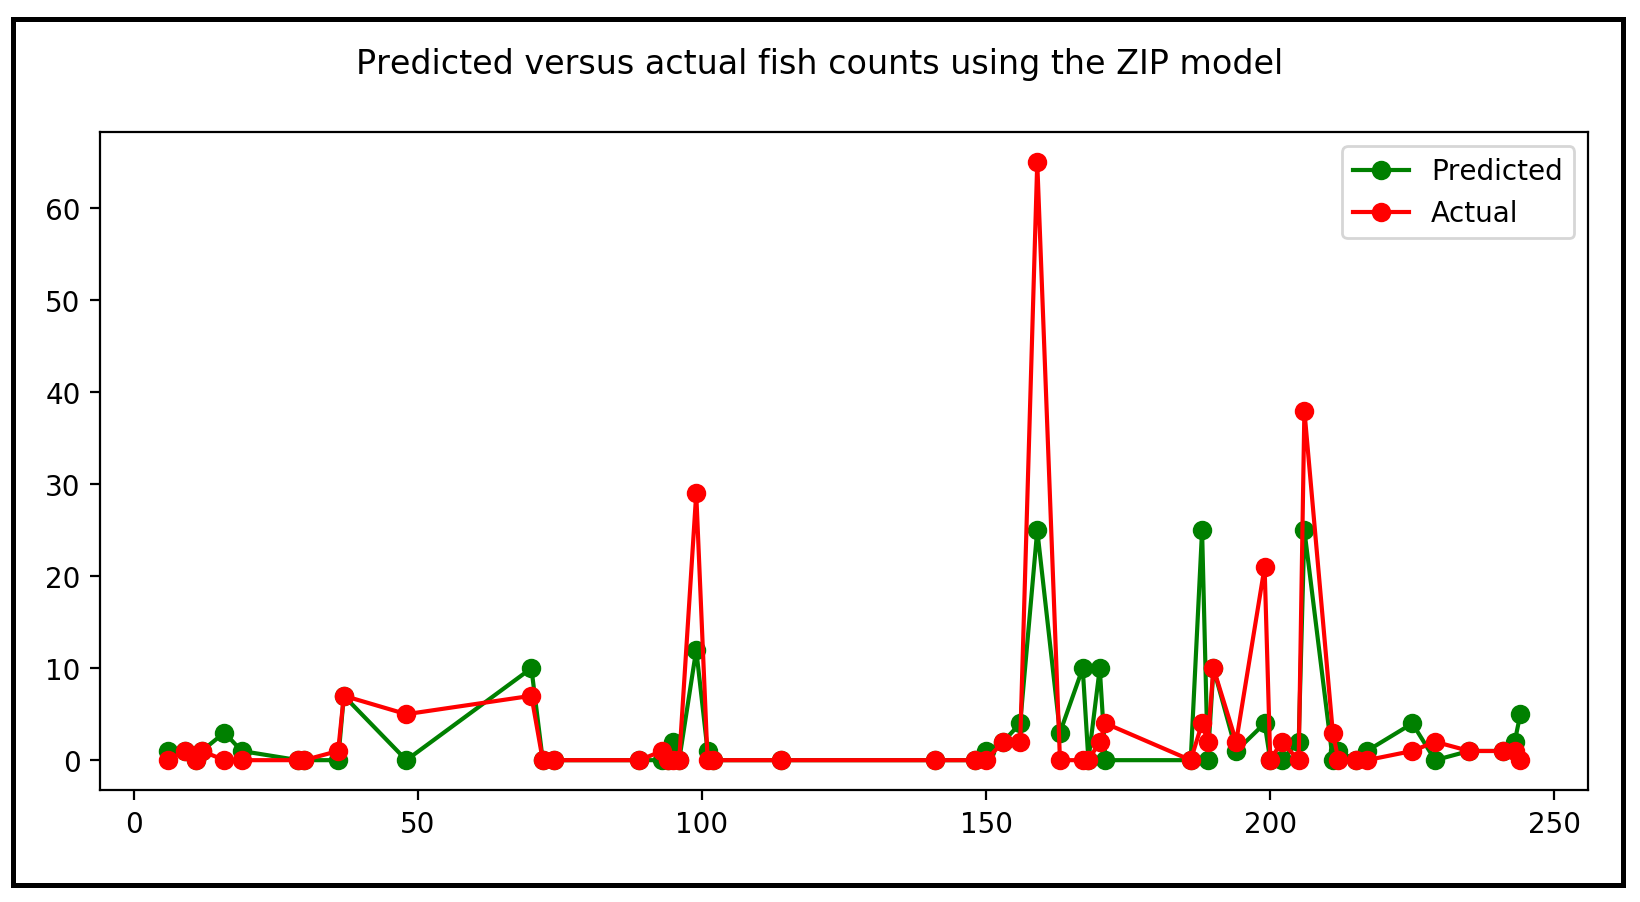 Predicted versus actual fish counts using the ZIP model
Predicted
Actual
60
50
40
30
20
10
0
0 50 100 150 200 250